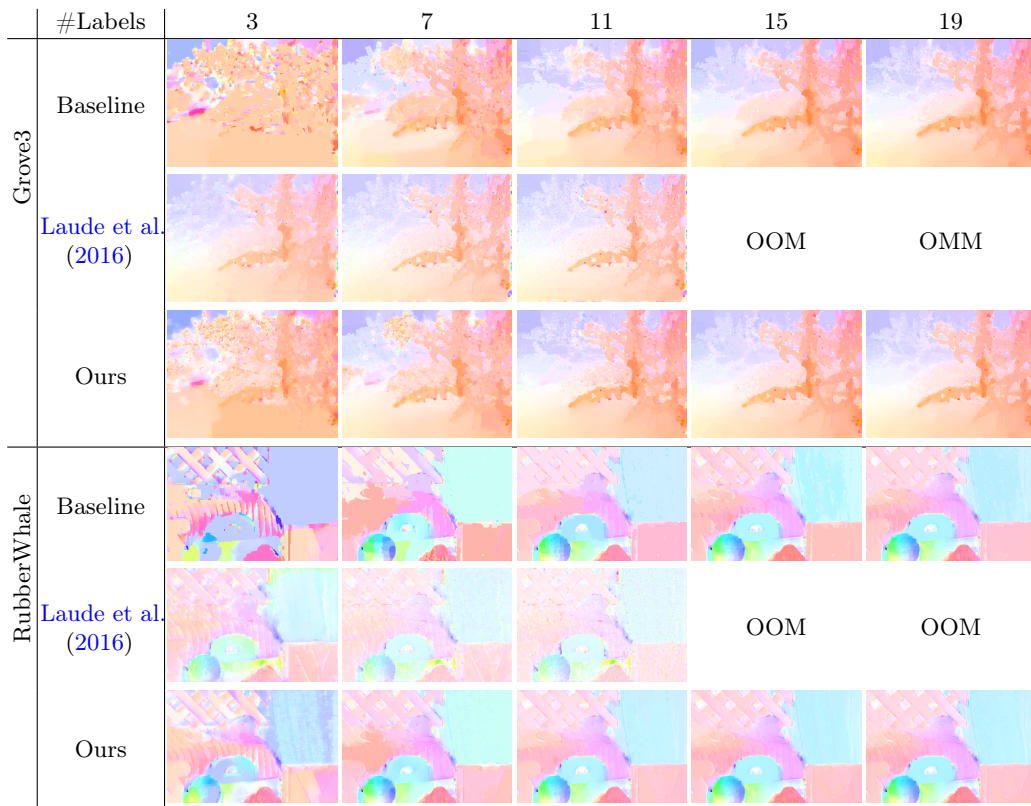 #Labels 3 7 11 15 19
Grove3
Baseline
Laude et al.
(2016)
OOM OMM
Ours
RubberWhale
Baseline
Laude et al.
(2016)
OOM OOM
Ours